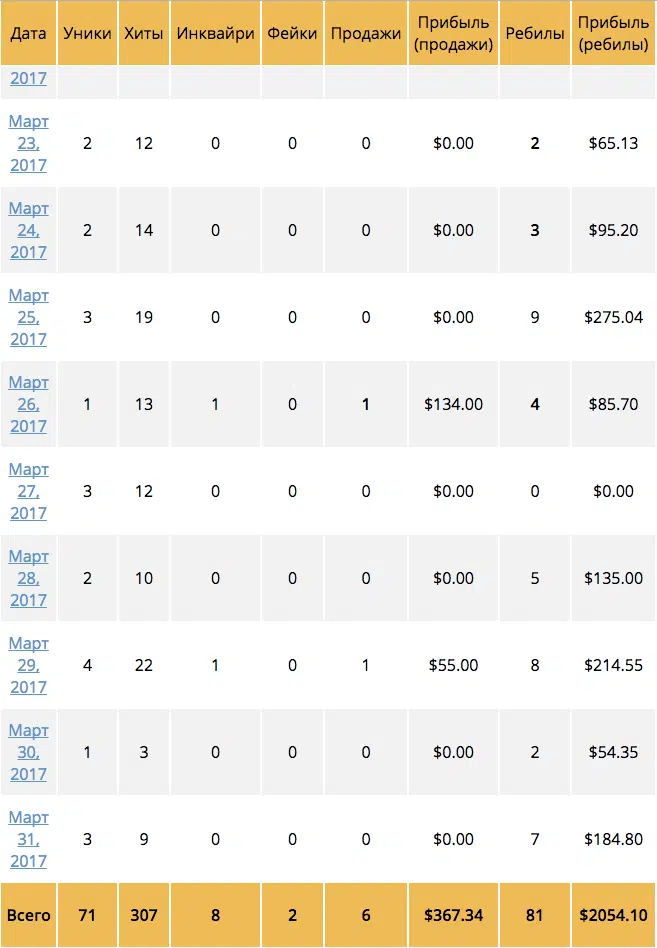 Дата Уники Хиты Инквайри Фейки Продажи Прибыль (продажи) Ребилы Прибыль (ребилы)
2017
Март 23, 2017 2 12 0 0 0 $0.00 2 $65.13
Март 24, 2017 2 14 0 0 0 $0.00 3 $95.20
Март 25, 2017 3 19 0 0 0 $0.00 9 $275.04
Март 26, 2017 1 13 1 0 1 $134.00 4 $85.70
Март 27, 2017 3 12 0 0 0 $0.00 0 $0.00
Март 28, 2017 2 10 0 0 0 $0.00 5 $135.00
Март 29, 2017 4 22 1 0 1 $55.00 8 $214.55
Март 30, 2017 1 3 0 0 0 $0.00 2 $54.35
Март 31, 2017 3 9 0 0 0 $0.00 7 $184.80
Всего 71 307 8 2 6 $367.34 81 $2054.10